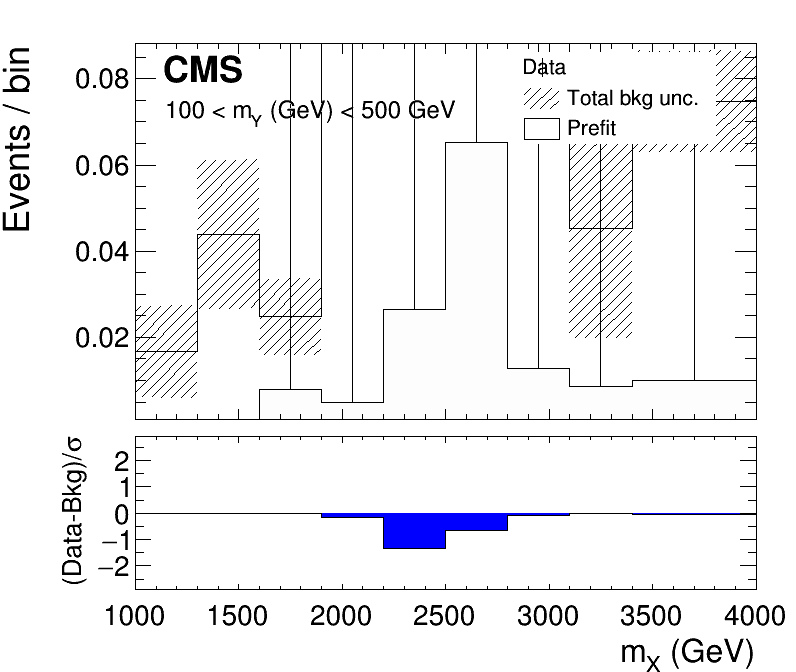 CMS
100 < mY (GeV) < 500 GeV
Data
Total bkg unc.
Prefit
Events / bin
0.08
0.06
0.04
0.02
(Data-Bkg)/σ
2
1
0
−1
−2
1000 1500 2000 2500 3000 3500 4000
mX (GeV)